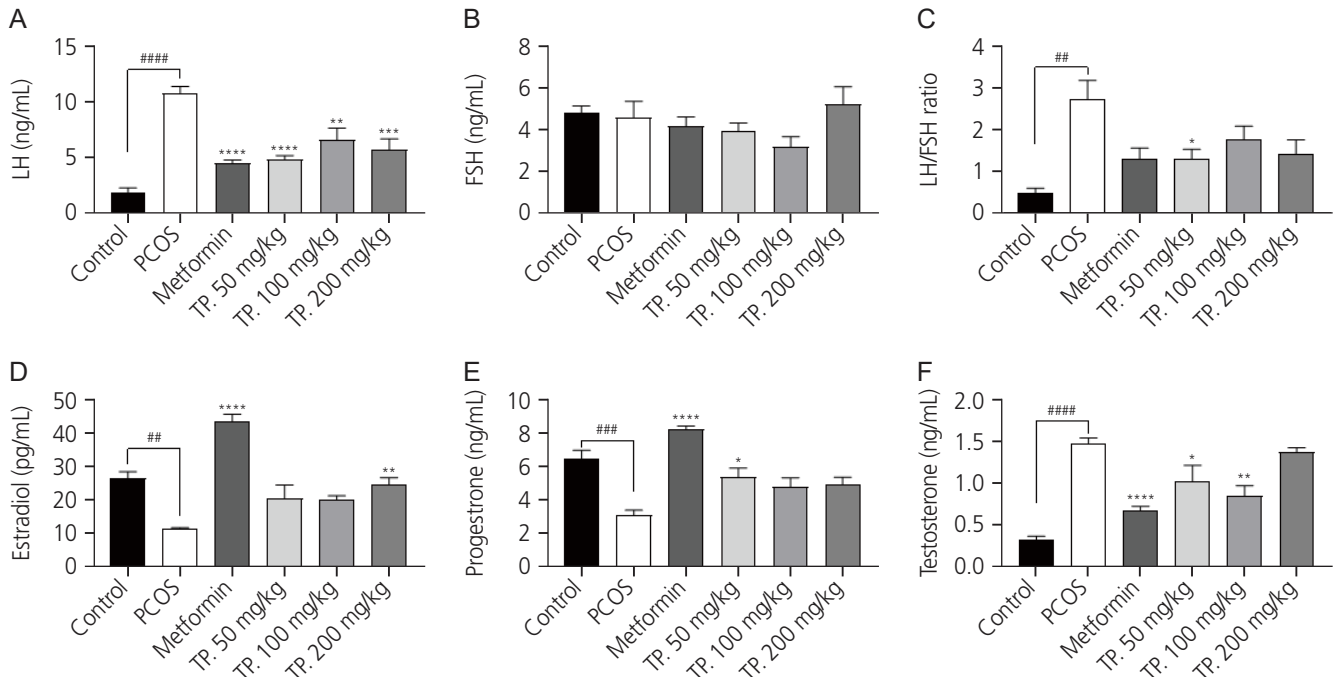 A
LH (ng/mL)
15
10
5
0
####
****
****
**
***
Control
PCOS
Metformin
TP. 50 mg/kg
TP. 100 mg/kg
TP. 200 mg/kg
B
FSH (ng/mL)
8
6
4
2
0
Control
PCOS
Metformin
TP. 50 mg/kg
TP. 100 mg/kg
TP. 200 mg/kg
C
LH/FSH ratio
4
3
2
1
0
##
*
Control
PCOS
Metformin
TP. 50 mg/kg
TP. 100 mg/kg
TP. 200 mg/kg
D
Estradiol (pg/mL)
50
40
30
20
10
0
##
****
**
Control
PCOS
Metformin
TP. 50 mg/kg
TP. 100 mg/kg
TP. 200 mg/kg
E
Progestrone (ng/mL)
10
8
6
4
2
0
###
****
*
Control
PCOS
Metformin
TP. 50 mg/kg
TP. 100 mg/kg
TP. 200 mg/kg
F
Testosterone (ng/mL)
2.0
1.5
1.0
0.5
0.0
####
****
*
**
Control
PCOS
Metformin
TP. 50 mg/kg
TP. 100 mg/kg
TP. 200 mg/kg